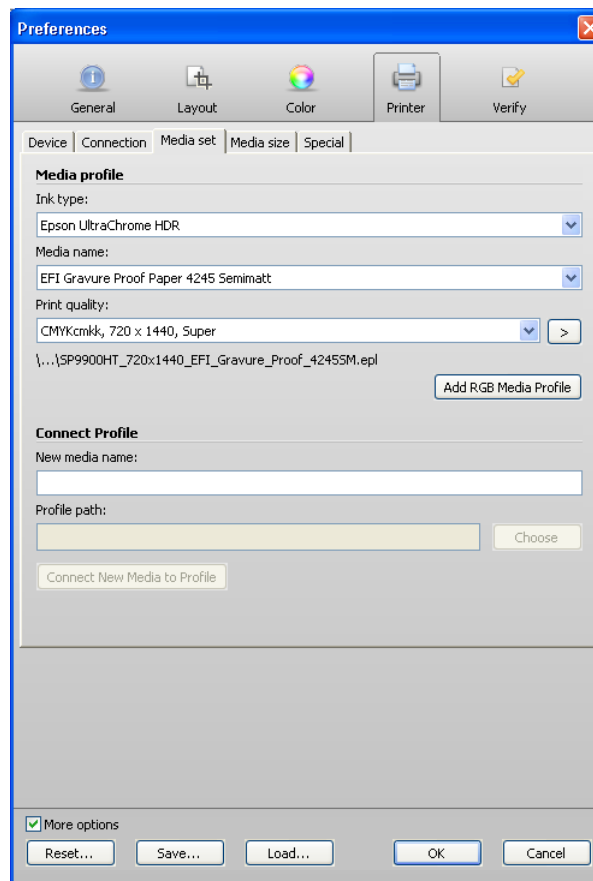 Preferences
General Layout Color Printer Verify
Device Connection Media set Media size Special
Media profile
Ink type:
Epson UltraChrome HDR
Media name:
EFI Gravure Proof Paper 4245 Semimatt
Print quality:
CMYKcmkk, 720 x 1440, Super
>
\...\SP9900HT_720x1440_EFI_Gravure_Proof_4245SM.epl
Add RGB Media Profile
Connect Profile
New media name:
Profile path:
Choose
Connect New Media to Profile
More options
Reset... Save... Load... OK Cancel